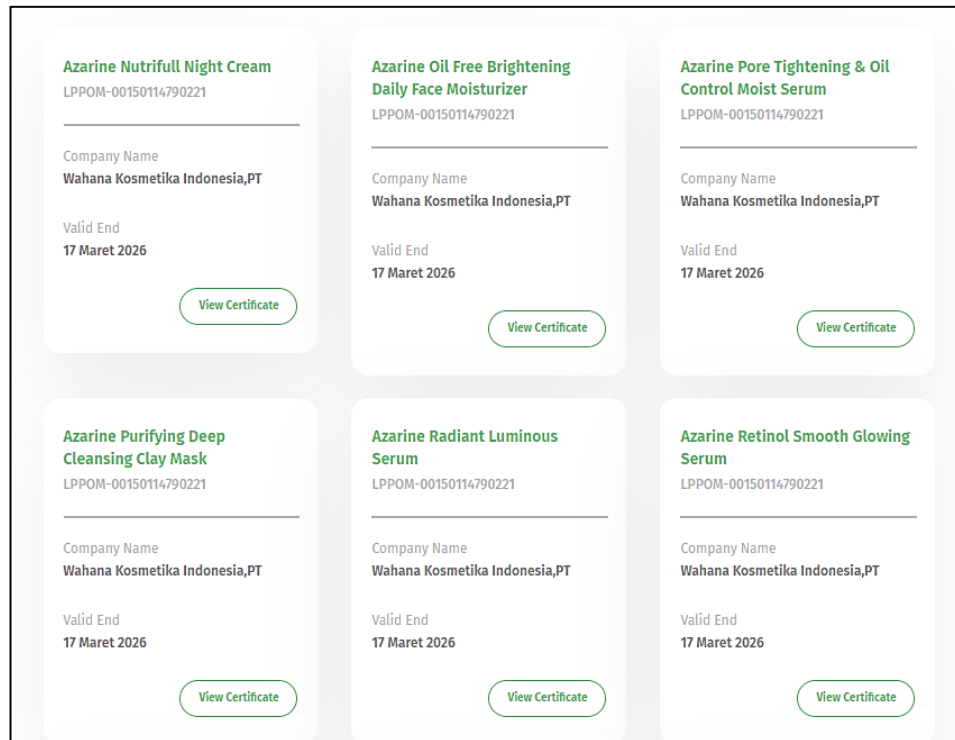 Azarine Nutrifull Night Cream
LPPOM-00150114790221
Company Name
Wahana Kosmetika Indonesia,PT
Valid End
17 Maret 2026
View Certificate
Azarine Oil Free Brightening
Daily Face Moisturizer
LPPOM-00150114790221
Company Name
Wahana Kosmetika Indonesia,PT
Valid End
17 Maret 2026
View Certificate
Azarine Pore Tightening & Oil
Control Moist Serum
LPPOM-00150114790221
Company Name
Wahana Kosmetika Indonesia,PT
Valid End
17 Maret 2026
View Certificate
Azarine Purifying Deep
Cleansing Clay Mask
LPPOM-00150114790221
Company Name
Wahana Kosmetika Indonesia,PT
Valid End
17 Maret 2026
View Certificate
Azarine Radiant Luminous
Serum
LPPOM-00150114790221
Company Name
Wahana Kosmetika Indonesia,PT
Valid End
17 Maret 2026
View Certificate
Azarine Retinol Smooth Glowing
Serum
LPPOM-00150114790221
Company Name
Wahana Kosmetika Indonesia,PT
Valid End
17 Maret 2026
View Certificate